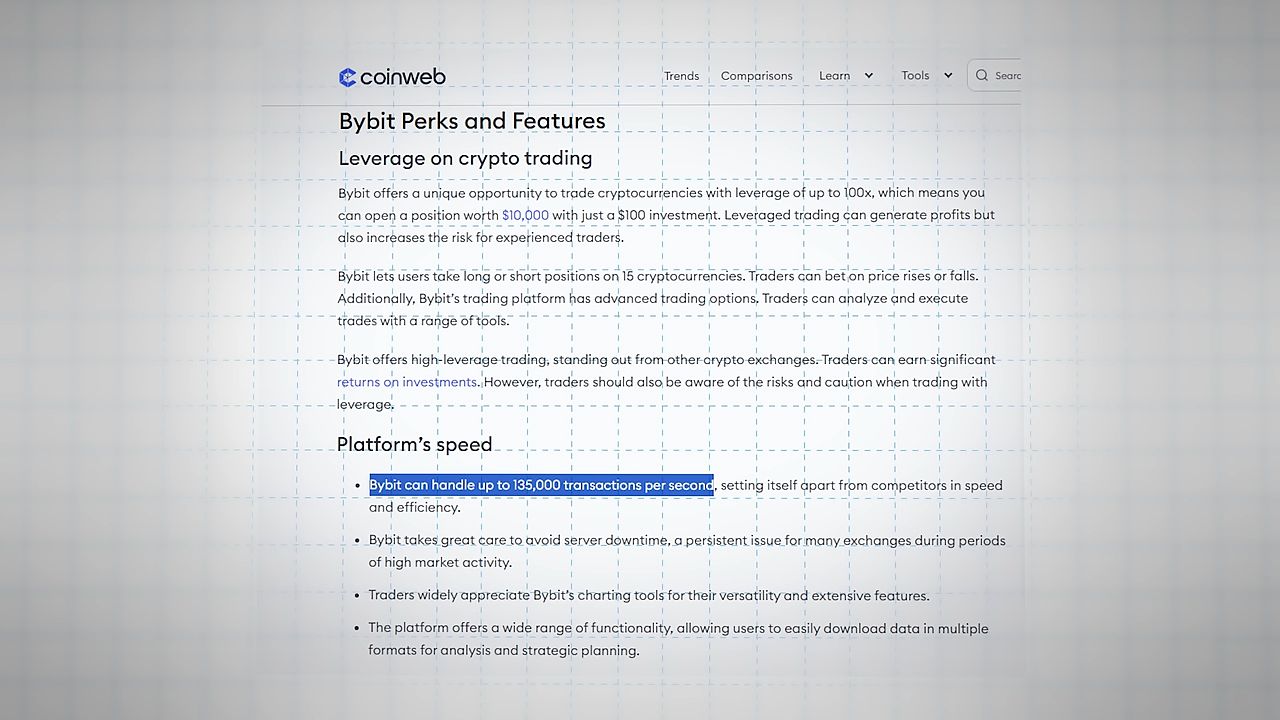 coinweb
Trends Comparisons Learn Tools Searc
Bybit Perks and Features
Leverage on crypto trading
Bybit offers a unique opportunity to trade cryptocurrencies with leverage of up to 100x, which means you
can open a position worth $10,000 with just a $100 investment. Leveraged trading can generate profits but
also increases the risk for experienced traders.
Bybit lets users take long or short positions on 15 cryptocurrencies. Traders can bet on price rises or falls.
Additionally, Bybit's trading platform has advanced trading options. Traders can analyze and execute
trades with a range of tools.
Bybit offers high-leverage trading, standing out from other crypto exchanges. Traders can earn significant
returns on investments. However, traders should also be aware of the risks and caution when trading with
leverage.
Platform's speed
• Bybit can handle up to 135,000 transactions per second, setting itself apart from competitors in speed
and efficiency.
• Bybit takes great care to avoid server downtime, a persistent issue for many exchanges during periods
of high market activity.
• Traders widely appreciate Bybit's charting tools for their versatility and extensive features.
• The platform offers a wide range of functionality, allowing users to easily download data in multiple
formats for analysis and strategic planning.